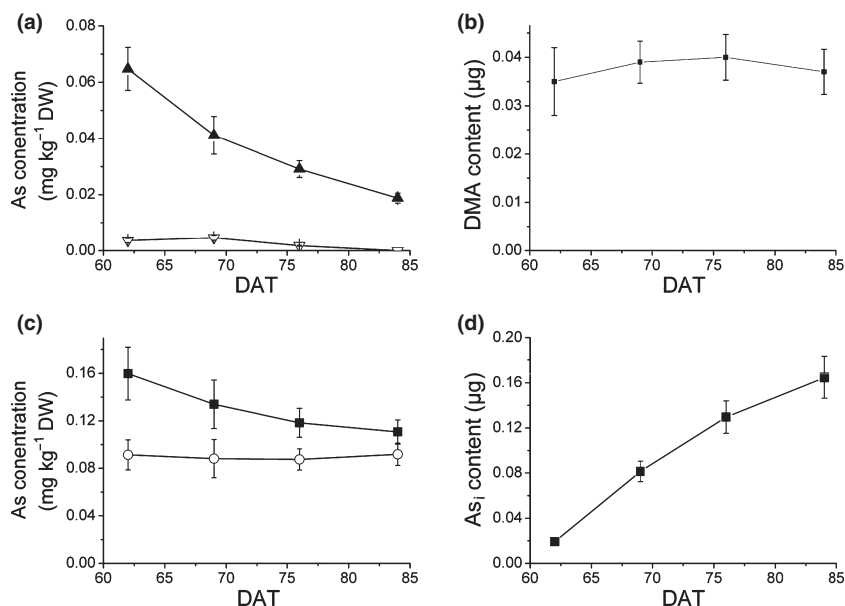 (a)
0.08
0.06
0.04
0.02
0.00
As conentration
(mg kg⁻¹ DW)
60 65 70 75 80 85
DAT
(b)
0.04
0.03
0.02
0.01
0.00
DMA content (µg)
60 65 70 75 80 85
DAT
(c)
0.16
0.12
0.08
0.04
0.00
As concentration
(mg kg⁻¹ DW)
60 65 70 75 80 85
DAT
(d)
0.20
0.16
0.12
0.08
0.04
0.00
Asᵢ content (µg)
60 65 70 75 80 85
DAT